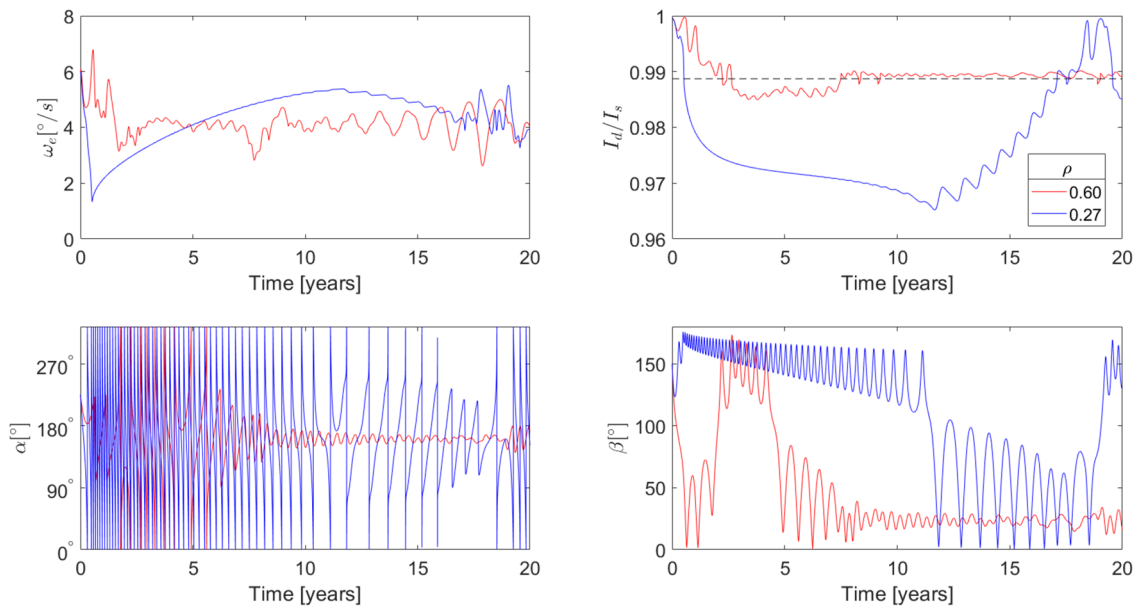 8
6
4
2
0
ω_e[°/s]
0 5 10 15 20
Time [years]
1
0.99
0.98
0.97
0.96
I_d/I_s
ρ
0.60
0.27
0 5 10 15 20
Time [years]
270°
180°
90°
0°
α[°]
0 5 10 15 20
Time [years]
150
100
50
0
β[°]
0 5 10 15 20
Time [years]